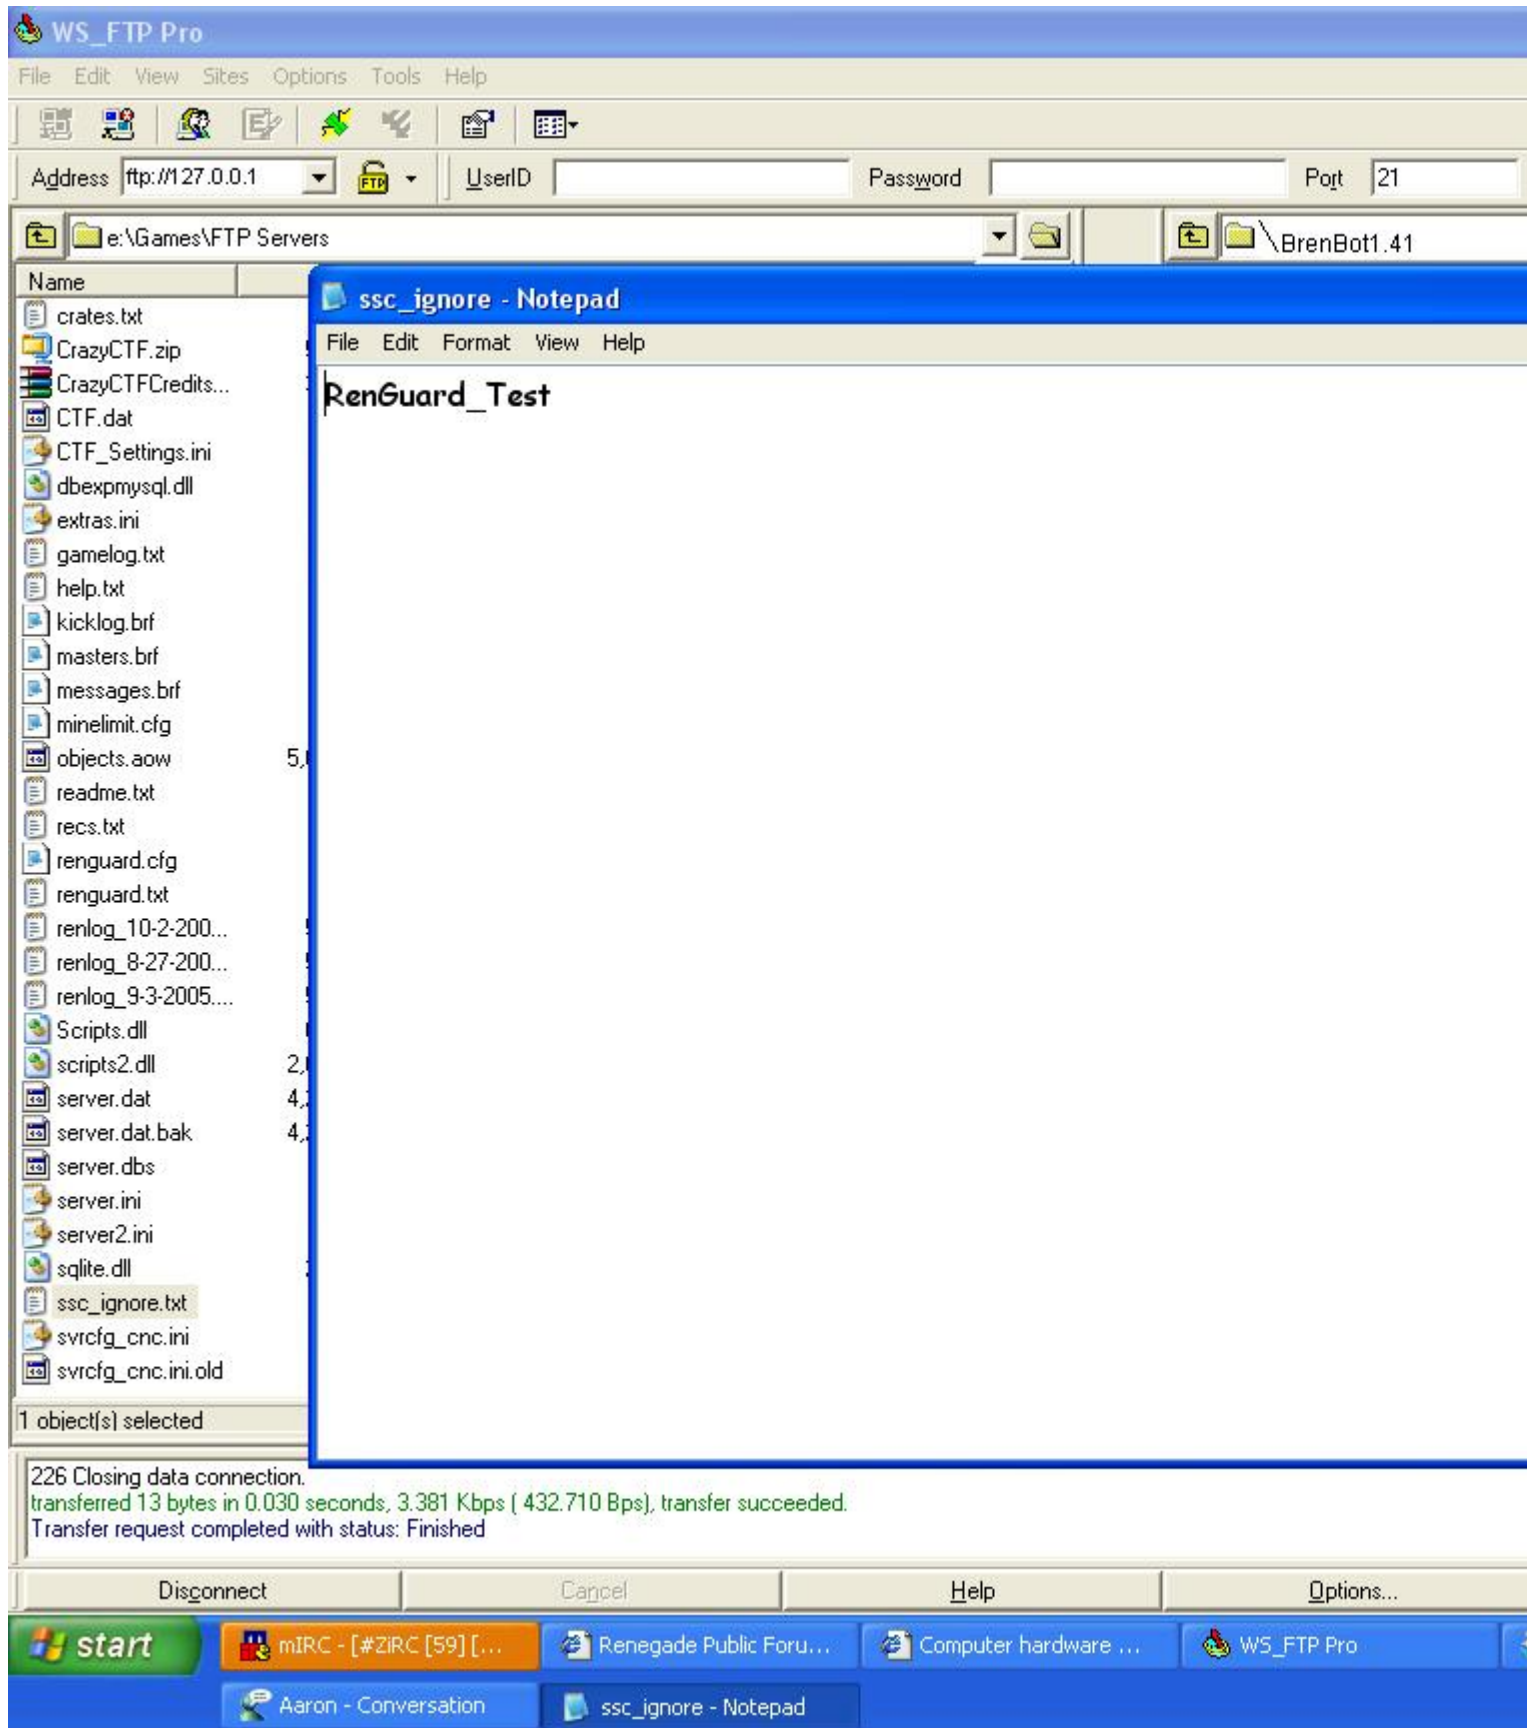 WS_FTP Pro
File Edit View Sites Options Tools Help
Address ftp://127.0.0.1 FTP UserID Password Port 21
e:\Games\FTP Servers \BrenBot1.41
Name
ssc_ignore - Notepad
File Edit Format View Help
RenGuard_Test
crates.txt
CrazyCTF.zip
CrazyCTFCredits...
CTF.dat
CTF_Settings.ini
dbexpmysql.dll
extras.ini
gamelog.txt
help.txt
kicklog.brf
masters.brf
messages.brf
minelimit.cfg
objects.aow 5,
readme.txt
recs.txt
renguard.cfg
renguard.txt
renlog_10-2-200...
renlog_8-27-200...
renlog_9-3-2005....
Scripts.dll
scripts2.dll 2,
server.dat 4,
server.dat.bak 4,
server.dbs
server.ini
server2.ini
sqlite.dll
ssc_ignore.txt
svrcfg_cnc.ini
svrcfg_cnc.ini.old
1 object(s) selected
226 Closing data connection.
transferred 13 bytes in 0.030 seconds, 3.381 Kbps ( 432.710 Bps), transfer succeeded.
Transfer request completed with status: Finished
Disconnect Cancel Help Options...
start mIRC - [#ZiRC [59] [... Renegade Public Foru... Computer hardware ... WS_FTP Pro
Aaron - Conversation ssc_ignore - Notepad